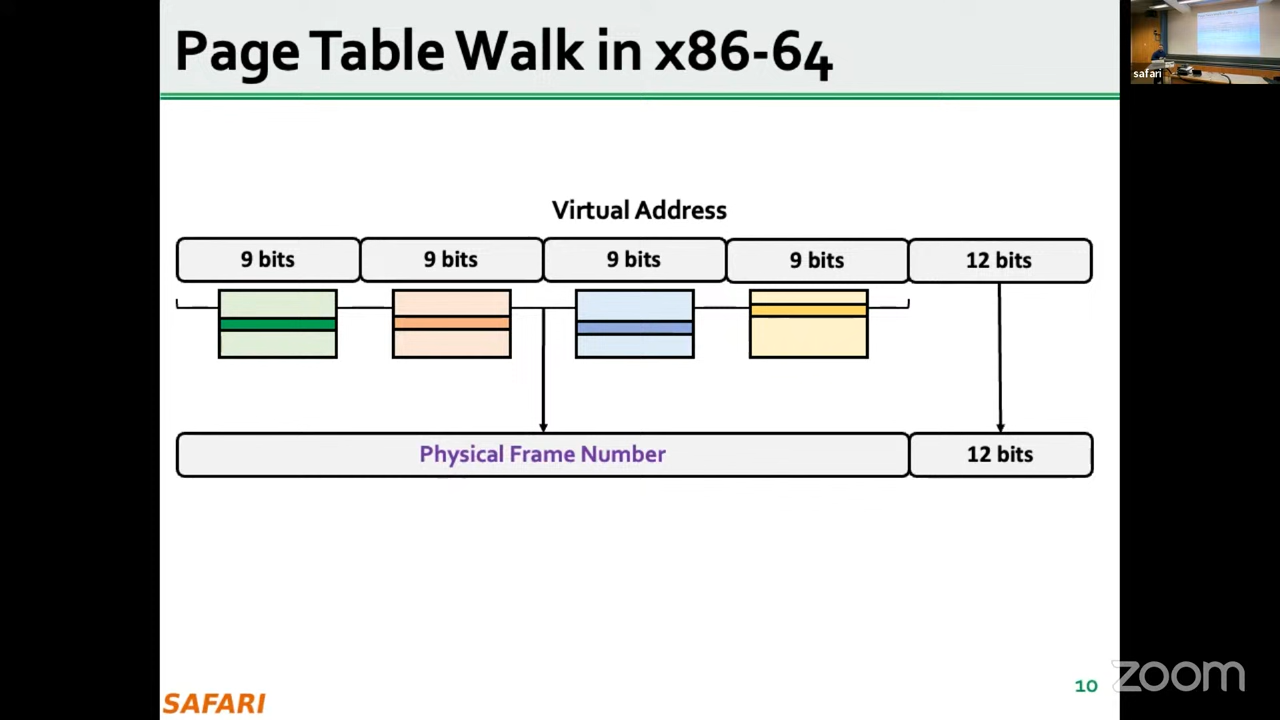 Page Table Walk in x86-64
safari
Virtual Address
9 bits
9 bits
9 bits
9 bits
12 bits
Physical Frame Number
12 bits
SAFARI
10
zoom